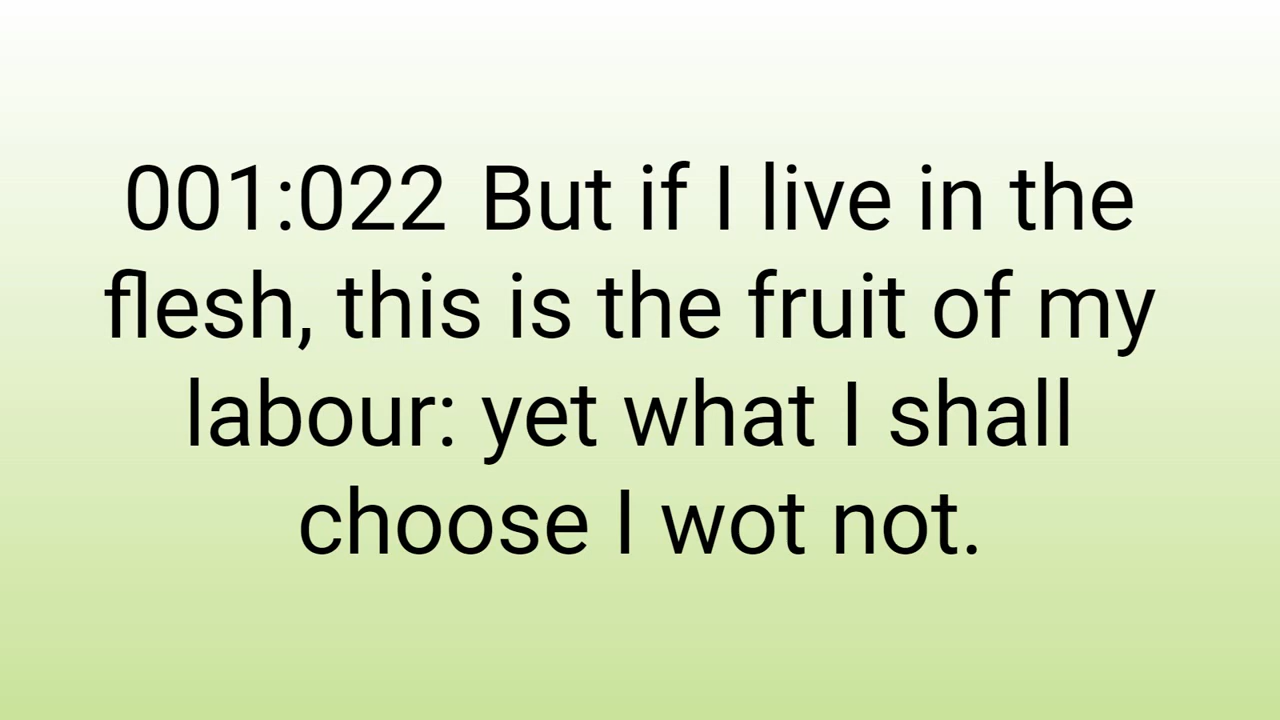 001:022 But if I live in the
flesh, this is the fruit of my
labour: yet what I shall
choose I wot not.